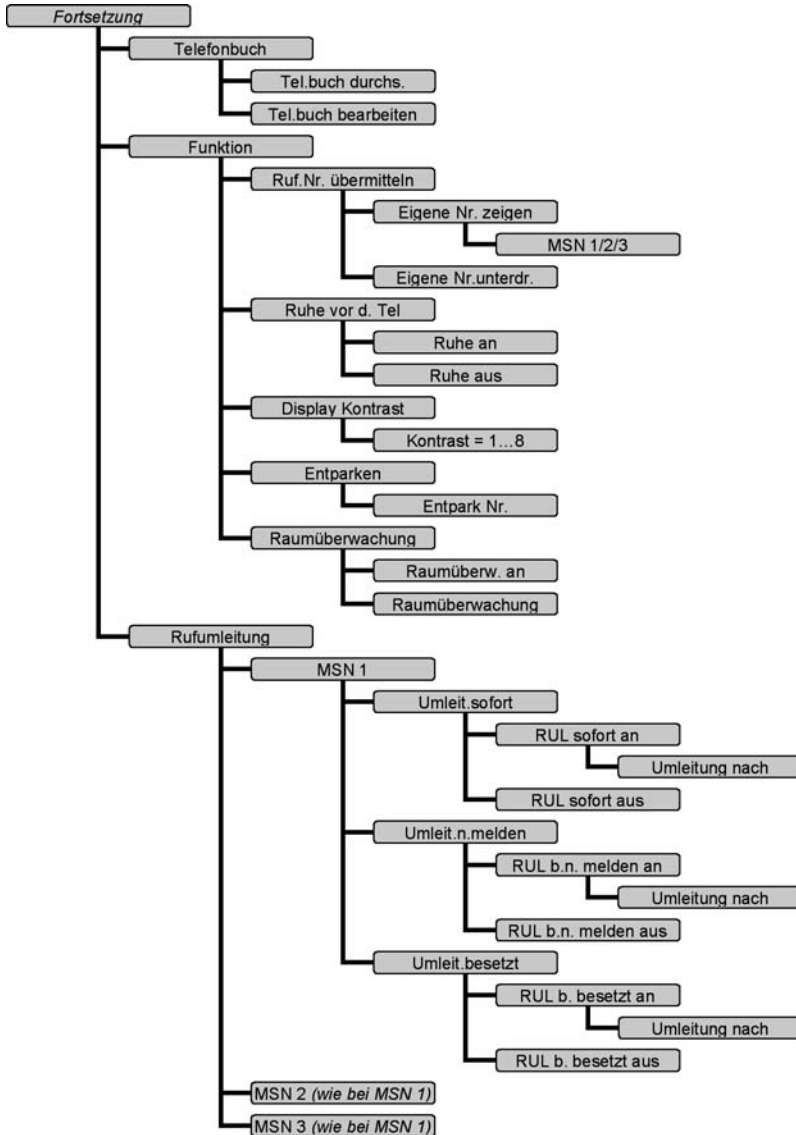 Fortsetzung
Telefonbuch
Tel.buch durchs.
Tel.buch bearbeiten
Funktion
Ruf.Nr. übermitteln
Eigene Nr. zeigen
MSN 1/2/3
Eigene Nr.unterdr.
Ruhe vor d. Tel
Ruhe an
Ruhe aus
Display Kontrast
Kontrast = 1...8
Entparken
Entpark Nr.
Raumüberwachung
Raumüberw. an
Raumüberwachung
Rufumleitung
MSN 1
Umleit.sofort
RUL sofort an
Umleitung nach
RUL sofort aus
Umleit.n.melden
RUL b.n. melden an
Umleitung nach
RUL b.n. melden aus
Umleit.besetzt
RUL b. besetzt an
Umleitung nach
RUL b. besetzt aus
MSN 2 (wie bei MSN 1)
MSN 3 (wie bei MSN 1)